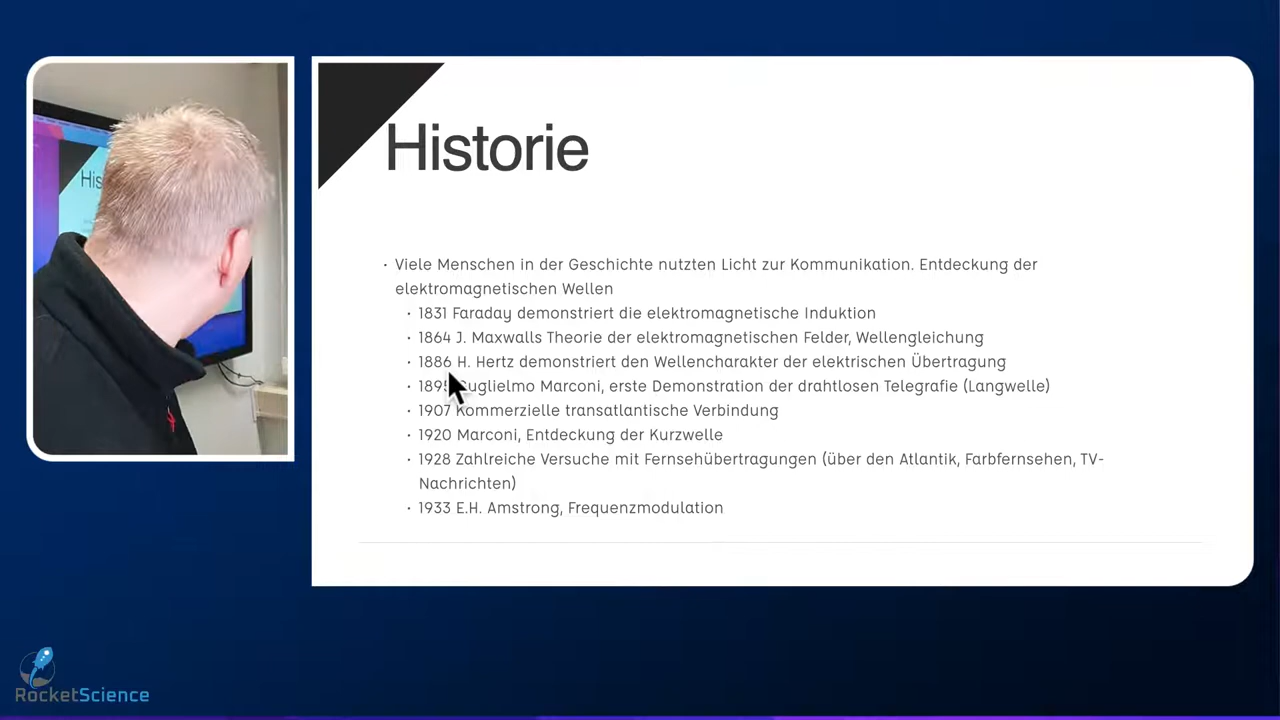 Historie
His
· Viele Menschen in der Geschichte nutzten Licht zur Kommunikation. Entdeckung der
elektromagnetischen Wellen
· 1831 Faraday demonstriert die elektromagnetische Induktion
· 1864 J. Maxwalls Theorie der elektromagnetischen Felder, Wellengleichung
· 1886 H. Hertz demonstriert den Wellencharakter der elektrischen Übertragung
· 1895 Guglielmo Marconi, erste Demonstration der drahtlosen Telegrafie (Langwelle)
· 1907 Kommerzielle transatlantische Verbindung
· 1920 Marconi, Entdeckung der Kurzwelle
· 1928 Zahlreiche Versuche mit Fernsehübertragungen (über den Atlantik, Farbfernsehen, TV-
Nachrichten)
· 1933 E.H. Amstrong, Frequenzmodulation
RocketScience